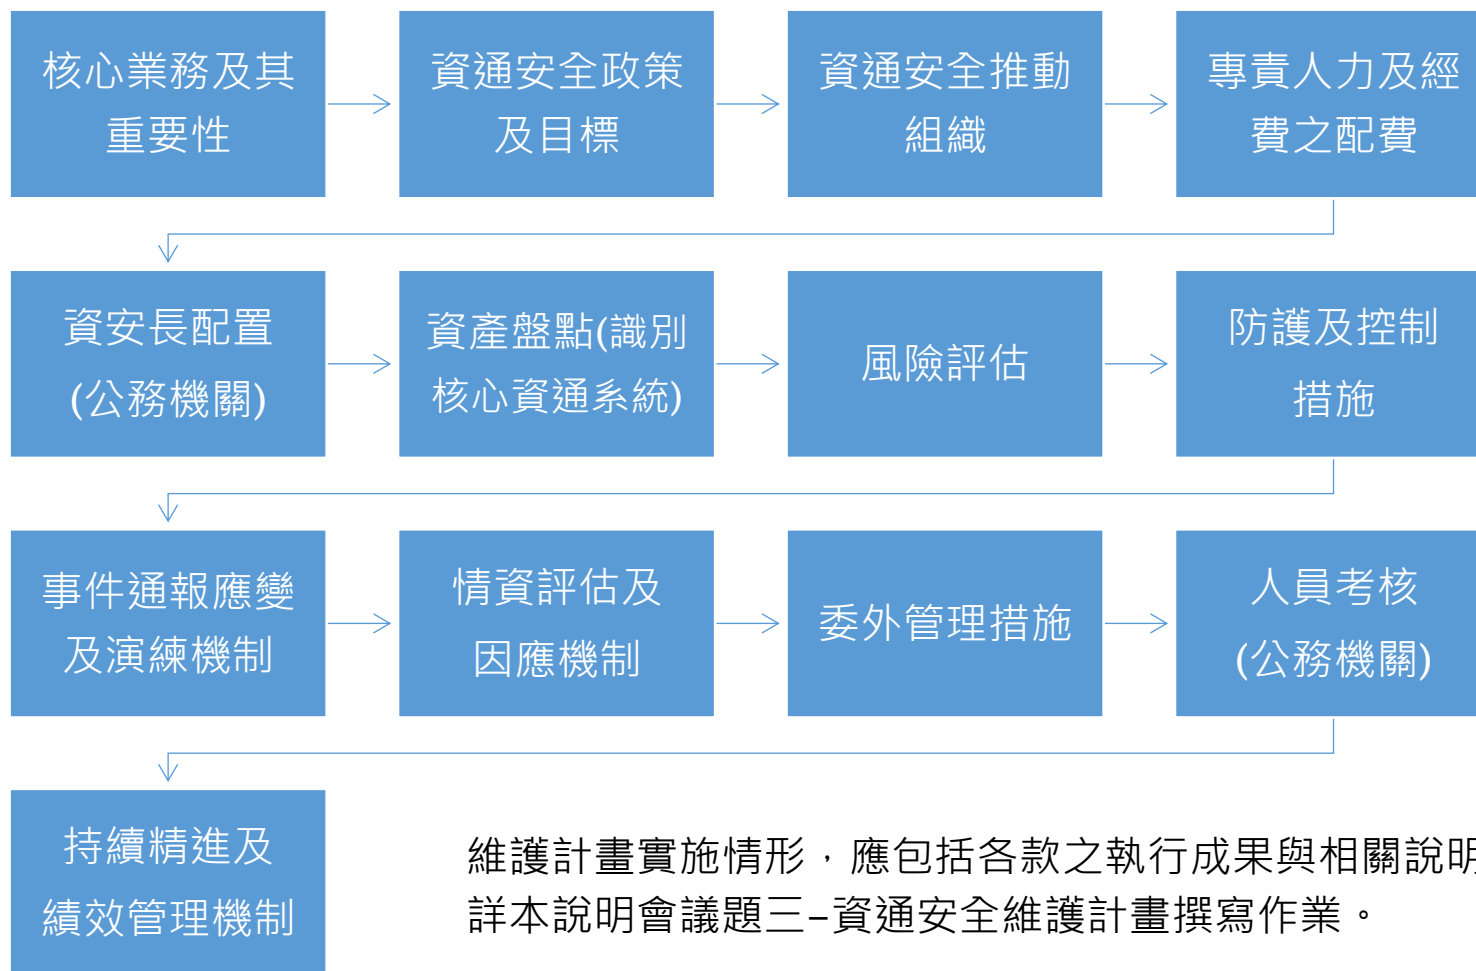 核心業務及其
重要性
資通安全政策
及目標
資通安全推動
組織
專責人力及經
費之配費
資安長配置
(公務機關)
資產盤點(識別
核心資通系統)
風險評估
防護及控制
措施
事件通報應變
及演練機制
情資評估及
因應機制
委外管理措施
人員考核
(公務機關)
持續精進及
績效管理機制
維護計畫實施情形，應包括各款之執行成果與相關說明
詳本說明會議題三–資通安全維護計畫撰寫作業。